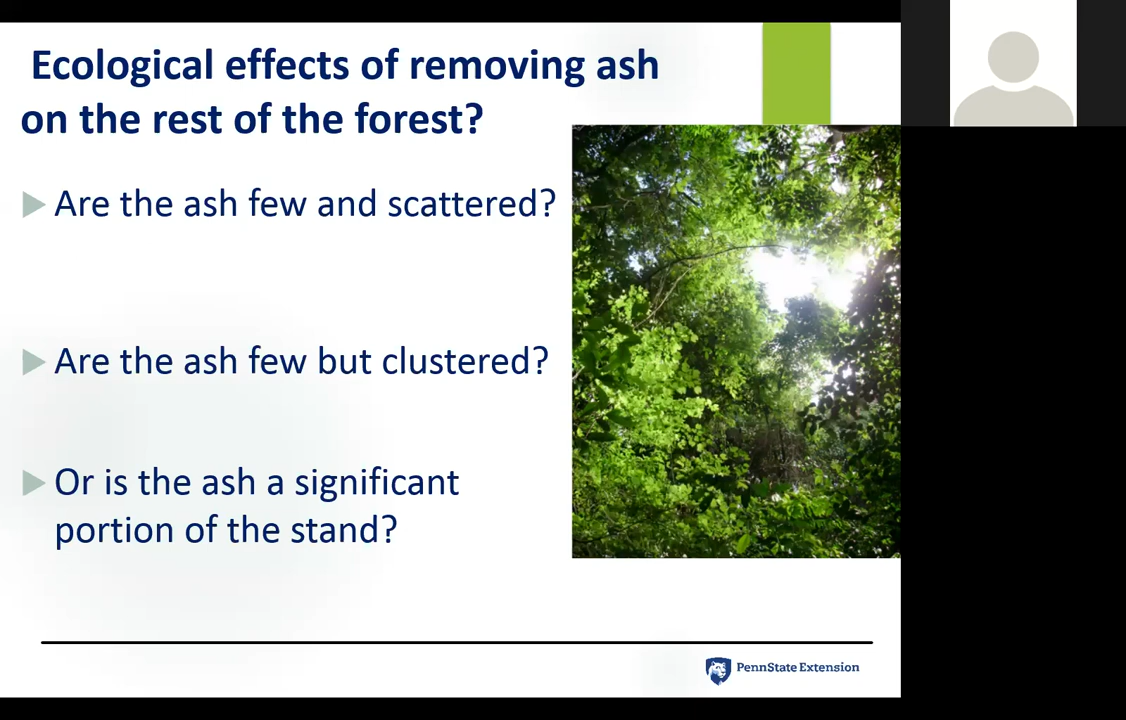 Ecological effects of removing ash
on the rest of the forest?
Are the ash few and scattered?
Are the ash few but clustered?
Or is the ash a significant
portion of the stand?
PennState Extension